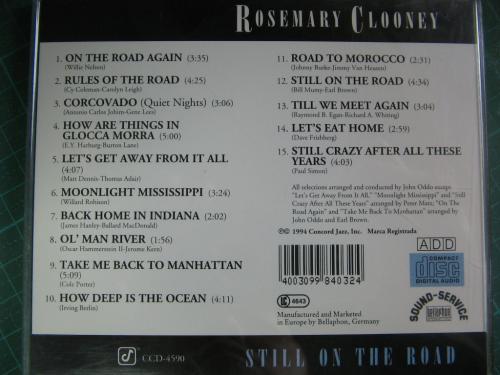 ROSEMARY CLOONEY
1. ON THE ROAD AGAIN (3:35)
(Willie Nelson)
2. RULES OF THE ROAD (4:25)
(Cy Coleman-Carolyn Leigh)
3. CORCOVADO (Quiet Nights) (3:06)
(Antonio Carlos Jobim-Gene Lees)
4. HOW ARE THINGS IN
GLOCCA MORRA (5:00)
(E.Y. Harburg-Burton Lane)
5. LET'S GET AWAY FROM IT ALL
(4:07)
(Matt Dennis-Thomas Adair)
6. MOONLIGHT MISSISSIPPI (3:24)
(Willard Robison)
7. BACK HOME IN INDIANA (2:02)
(James Hanley-Ballard MacDonald)
8. OL' MAN RIVER (1:56)
(Oscar Hammerstein II-Jerome Kern)
9. TAKE ME BACK TO MANHATTAN
(5:09)
(Cole Porter)
10. HOW DEEP IS THE OCEAN (4:11)
(Irving Berlin)
11. ROAD TO MOROCCO (2:31)
(Johnny Burke-Jimmy Van Heusen)
12. STILL ON THE ROAD (4:34)
(Bill Mumy-Earl Brown)
13. TILL WE MEET AGAIN (3:04)
(Raymond B. Egan-Richard A. Whiting)
14. LET'S EAT HOME (2:59)
(Dave Frishberg)
15. STILL CRAZY AFTER ALL THESE
YEARS (4:03)
(Paul Simon)
All selections arranged and conducted by John Oddo except
"Let's Get Away From It All," "Moonlight Mississippi" and "Still
Crazy After All These Years" arranged by Peter Matz; "On
The Road Again" and "Take Me Back To Manhattan" arranged
by John Oddo and Earl Brown.
℗© 1994 Concord Jazz, Inc. Marca Registrada
ADD
COMPACT
disc
DIGITAL AUDIO
4003099 840324
4643
SOUND-SERVICE
Bellaphon
Manufactured and Marketed
in Europe by Bellaphon, Germany
CCD-4590
STILL ON THE ROAD